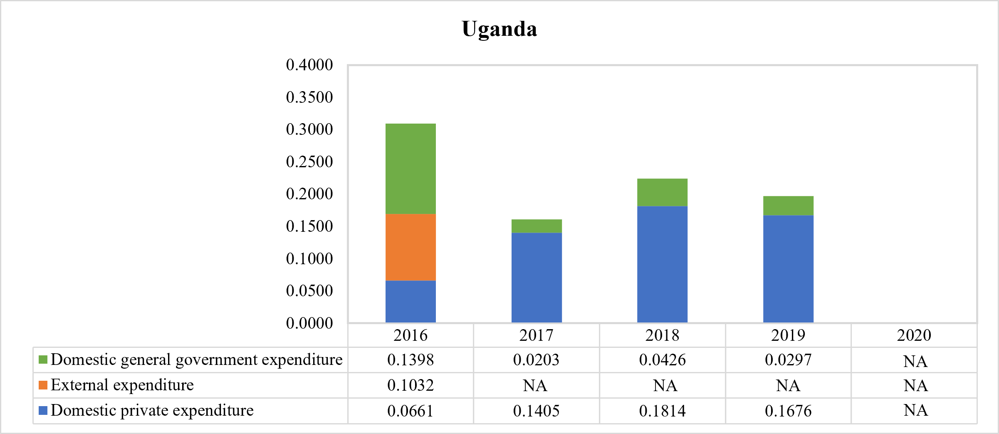 Uganda
0.4000
0.3500
0.3000
0.2500
0.2000
0.1500
0.1000
0.0500
0.0000
2016 2017 2018 2019 2020
Domestic general government expenditure 0.1398 0.0203 0.0426 0.0297 NA
External expenditure 0.1032 NA NA NA NA
Domestic private expenditure 0.0661 0.1405 0.1814 0.1676 NA